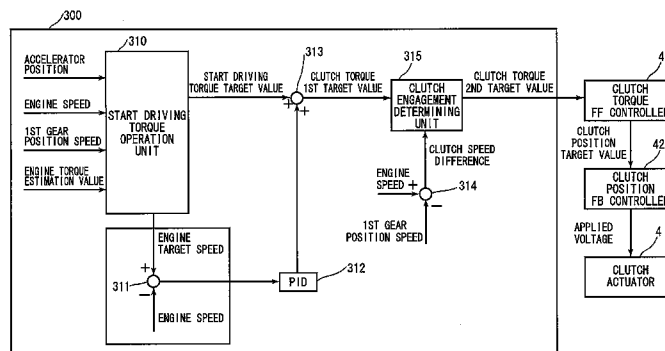 300
310
ACCELERATOR
POSITION
ENGINE SPEED
1ST GEAR
POSITION SPEED
ENGINE TORQUE
ESTIMATION VALUE
START DRIVING
TORQUE
OPERATION
UNIT
START DRIVING
TORQUE TARGET VALUE
313
+
+
CLUTCH TORQUE
1ST TARGET VALUE
315
CLUTCH
ENGAGEMENT
DETERMINING
UNIT
CLUTCH TORQUE
2ND TARGET VALUE
CLUTCH SPEED
DIFFERENCE
ENGINE
SPEED
+
−
314
1ST GEAR
POSITION SPEED
ENGINE
TARGET SPEED
+
−
311
ENGINE SPEED
PID
312
4
CLUTCH
TORQUE
FF CONTROLLER
CLUTCH
POSITION
TARGET VALUE
42
CLUTCH
POSITION
FB CONTROLLER
APPLIED
VOLTAGE
4
CLUTCH
ACTUATOR